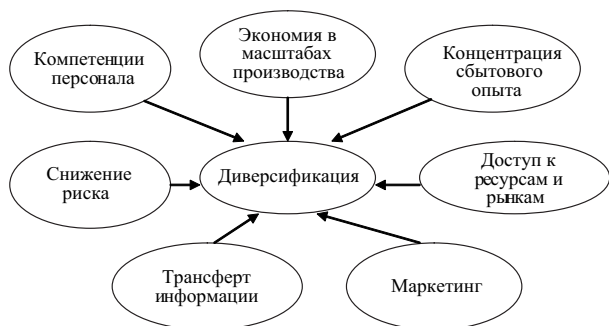 Компетенции
персонала
Экономия в
масштабах
производства
Концентрация
сбытового
опыта
Снижение
риска
Диверсификация
Доступ к
ресурсам и
рынкам
Трансферт
информации
Маркетинг